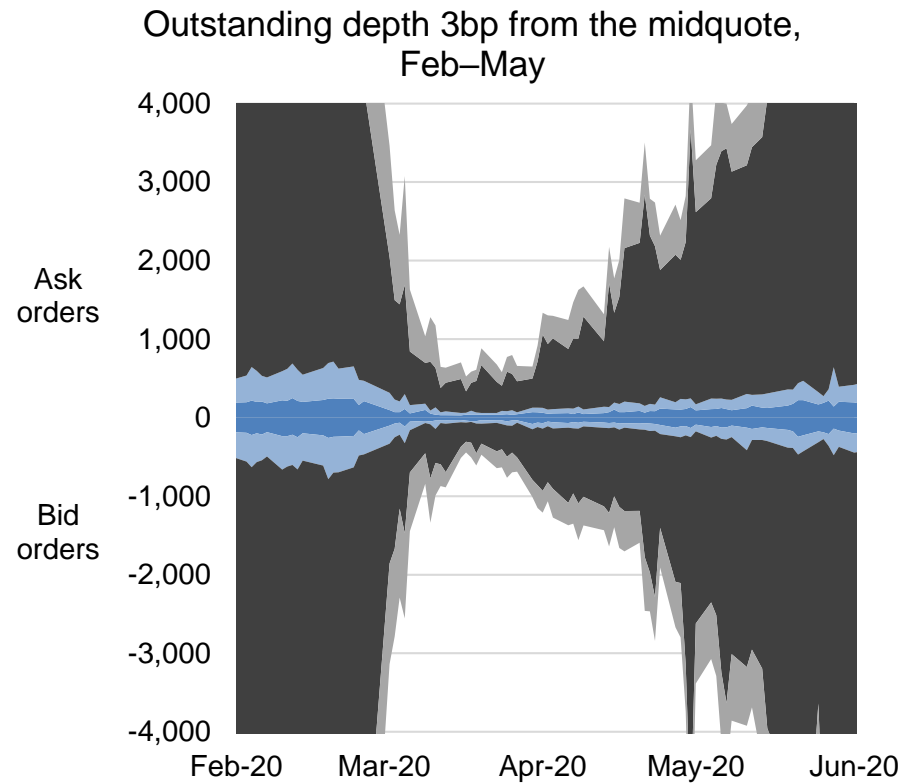 Outstanding depth 3bp from the midquote,
Feb–May
4,000
3,000
2,000
Ask
orders
1,000
0
Bid
orders
-1,000
-2,000
-3,000
-4,000
Feb-20 Mar-20 Apr-20 May-20 Jun-20